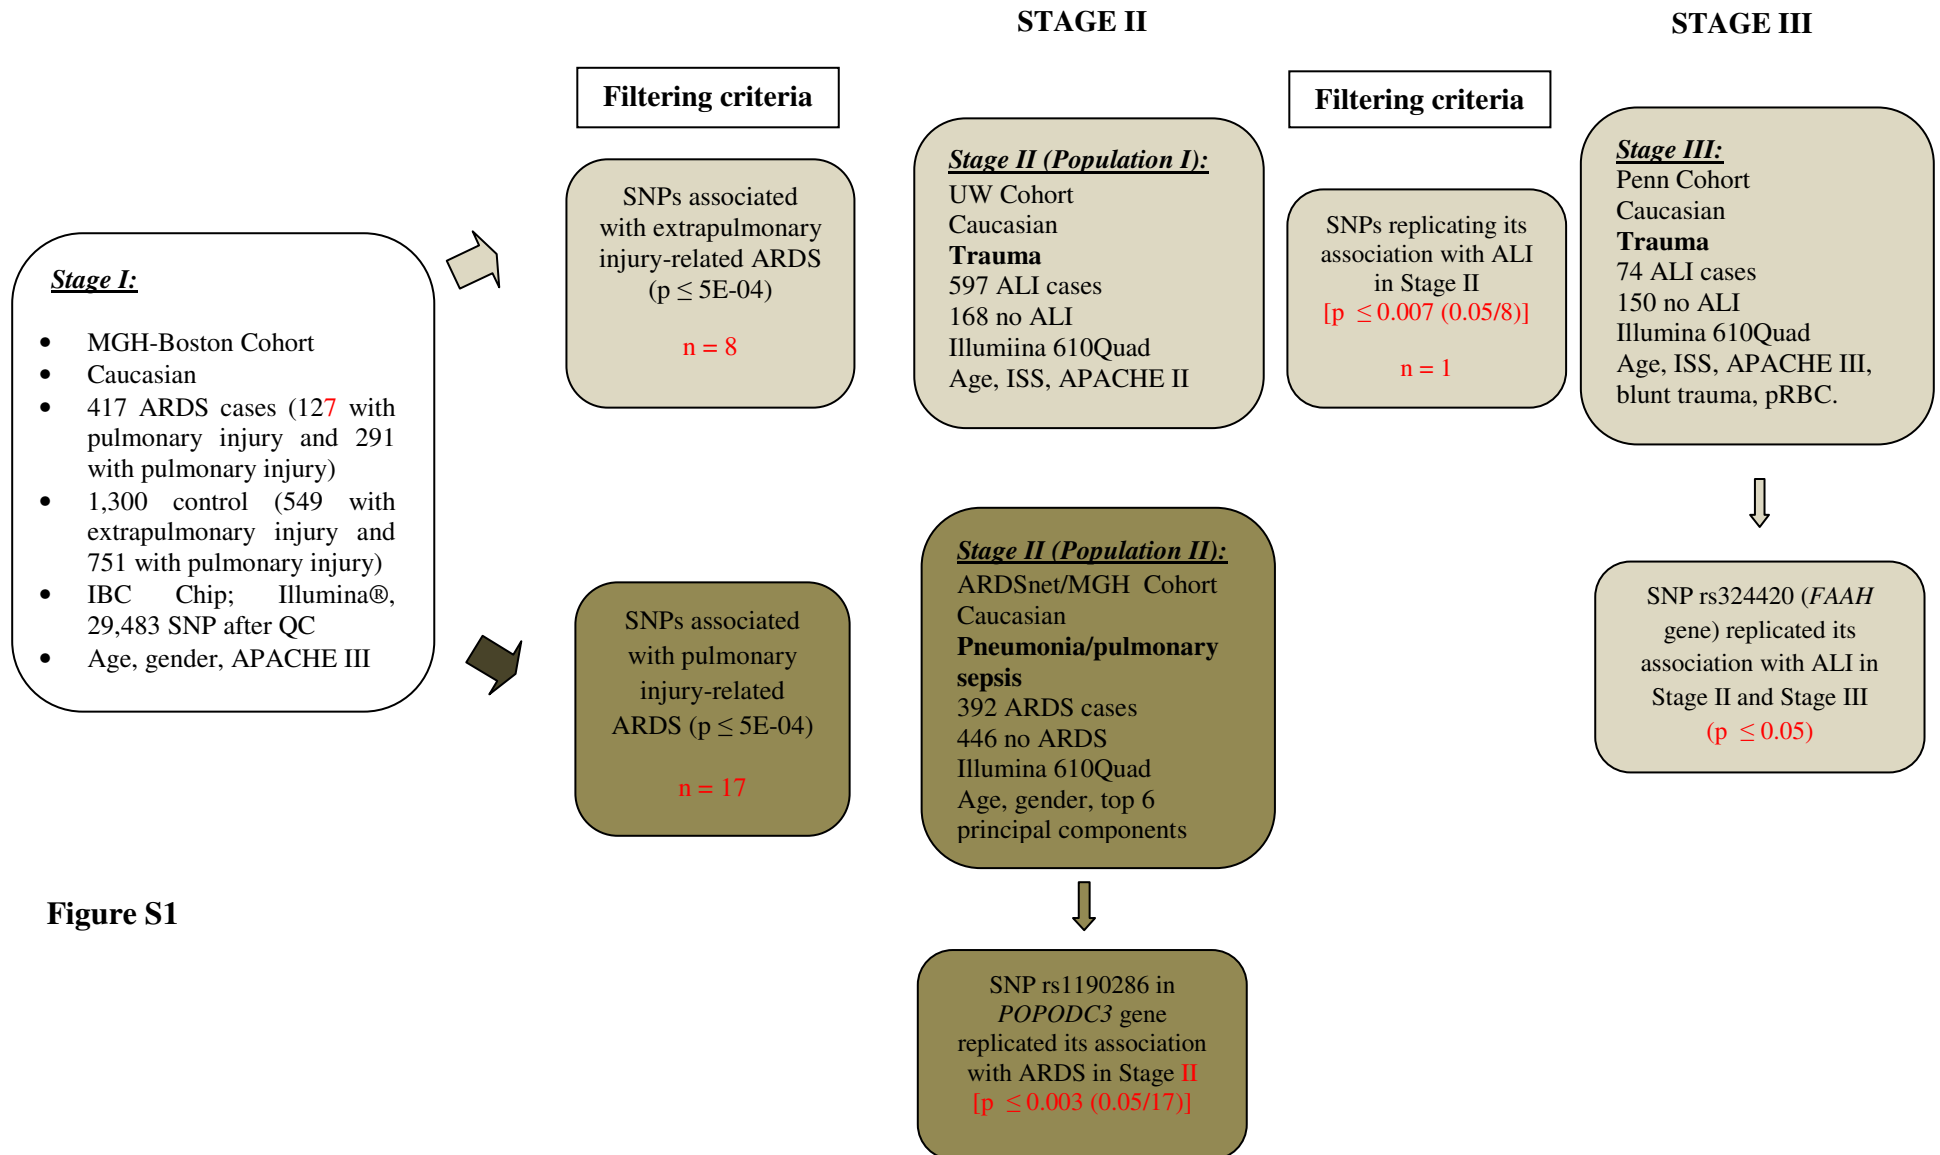 STAGE II
STAGE III
Filtering criteria
Filtering criteria
Stage I:
• MGH-Boston Cohort
• Caucasian
• 417 ARDS cases (127 with
pulmonary injury and 291
with pulmonary injury)
• 1,300 control (549 with
extrapulmonary injury and
751 with pulmonary injury)
• IBC Chip; Illumina®,
29,483 SNP after QC
• Age, gender, APACHE III
SNPs associated
with extrapulmonary
injury-related ARDS
(p ≤ 5E-04)
n = 8
Stage II (Population I):
UW Cohort
Caucasian
Trauma
597 ALI cases
168 no ALI
Illumiina 610Quad
Age, ISS, APACHE II
SNPs replicating its
association with ALI
in Stage II
[p ≤ 0.007 (0.05/8)]
n = 1
Stage III:
Penn Cohort
Caucasian
Trauma
74 ALI cases
150 no ALI
Illumina 610Quad
Age, ISS, APACHE III,
blunt trauma, pRBC.
SNPs associated
with pulmonary
injury-related
ARDS (p ≤ 5E-04)
n = 17
Stage II (Population II):
ARDSnet/MGH Cohort
Caucasian
Pneumonia/pulmonary
sepsis
392 ARDS cases
446 no ARDS
Illumina 610Quad
Age, gender, top 6
principal components
SNP rs324420 (FAAH
gene) replicated its
association with ALI in
Stage II and Stage III
(p ≤ 0.05)
SNP rs1190286 in
POPODC3 gene
replicated its association
with ARDS in Stage II
[p ≤ 0.003 (0.05/17)]
Figure S1